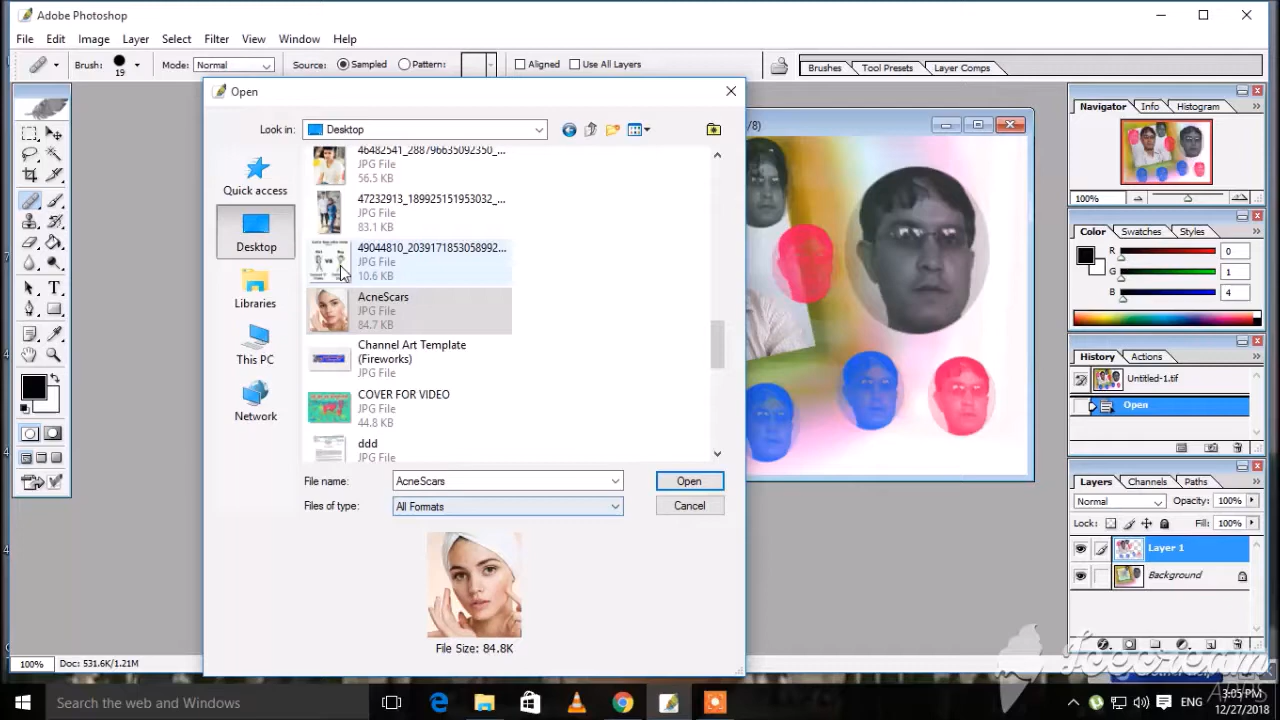 Adobe Photoshop
File Edit Image Layer Select Filter View Window Help
Brush: 19 Mode: Normal Source: Sampled Pattern: Aligned Use All Layers Brushes Tool Presets Layer Comps
Open
Look in: Desktop
/8)
46482541_288796635092350_...
JPG File
56.5 KB
47232913_189925151953032_...
JPG File
83.1 KB
49044810_2039171853058992...
JPG File
10.6 KB
AcneScars
JPG File
84.7 KB
Channel Art Template
(Fireworks)
JPG File
COVER FOR VIDEO
JPG File
44.8 KB
ddd
JPG File
Quick access
Desktop
Libraries
This PC
Network
File name: AcneScars Open
Files of type: All Formats Cancel
File Size: 84.8K
Navigator Info Histogram
100%
Color Swatches Styles
R 0
G 1
B 4
History Actions
Untitled-1.tif
Open
Layers Channels Paths
Normal Opacity: 100%
Lock: Fill: 100%
Layer 1
Background
100% Doc: 531.6K/1.21M
Icecream
APPS
Search the web and Windows
ENG
3:05 PM
12/27/2018